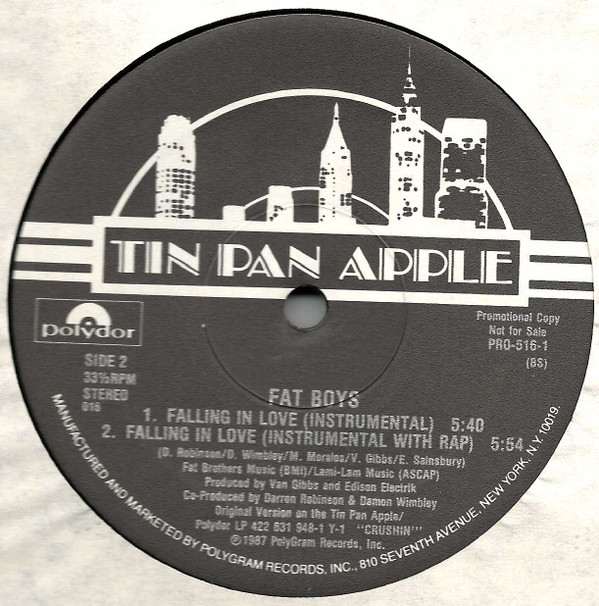 TIN PAN APPLE
polydor
Promotional Copy
Not for Sale
PRO-516-1
(BS)
SIDE 2
33⅓RPM
STEREO
016
FAT BOYS
1. FALLING IN LOVE (INSTRUMENTAL) 5:40
2. FALLING IN LOVE (INSTRUMENTAL WITH RAP) 5:54
(D. Robinson/D. Wimbley/M. Morales/V. Gibbs/E. Sainsbury)
Fat Brothers Music (BMI)/Lami-Lam Music (ASCAP)
Produced by Van Gibbs and Edison Electrik
Co-Produced by Darren Robinson & Damon Wimbley
Original Version on the Tin Pan Apple/
Polydor LP 422 831 948-1 Y-1 "CRUSHIN'"
℗1987 PolyGram Records, Inc.
MANUFACTURED AND MARKETED BY POLYGRAM RECORDS, INC., 810 SEVENTH AVENUE, NEW YORK, N.Y. 10019.